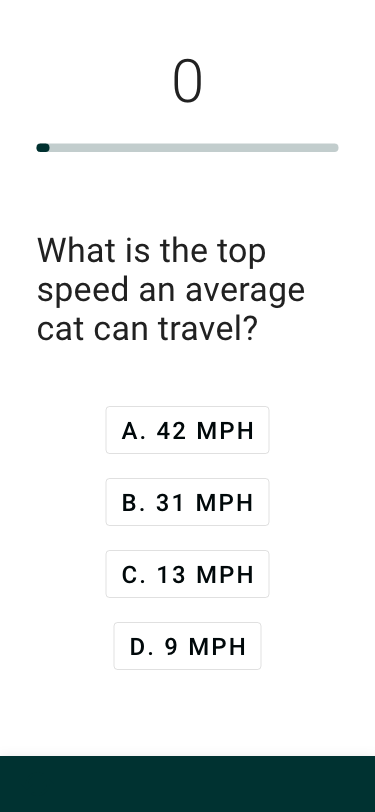 0
What is the top
speed an average
cat can travel?
A. 42 MPH
B. 31 MPH
C. 13 MPH
D. 9 MPH